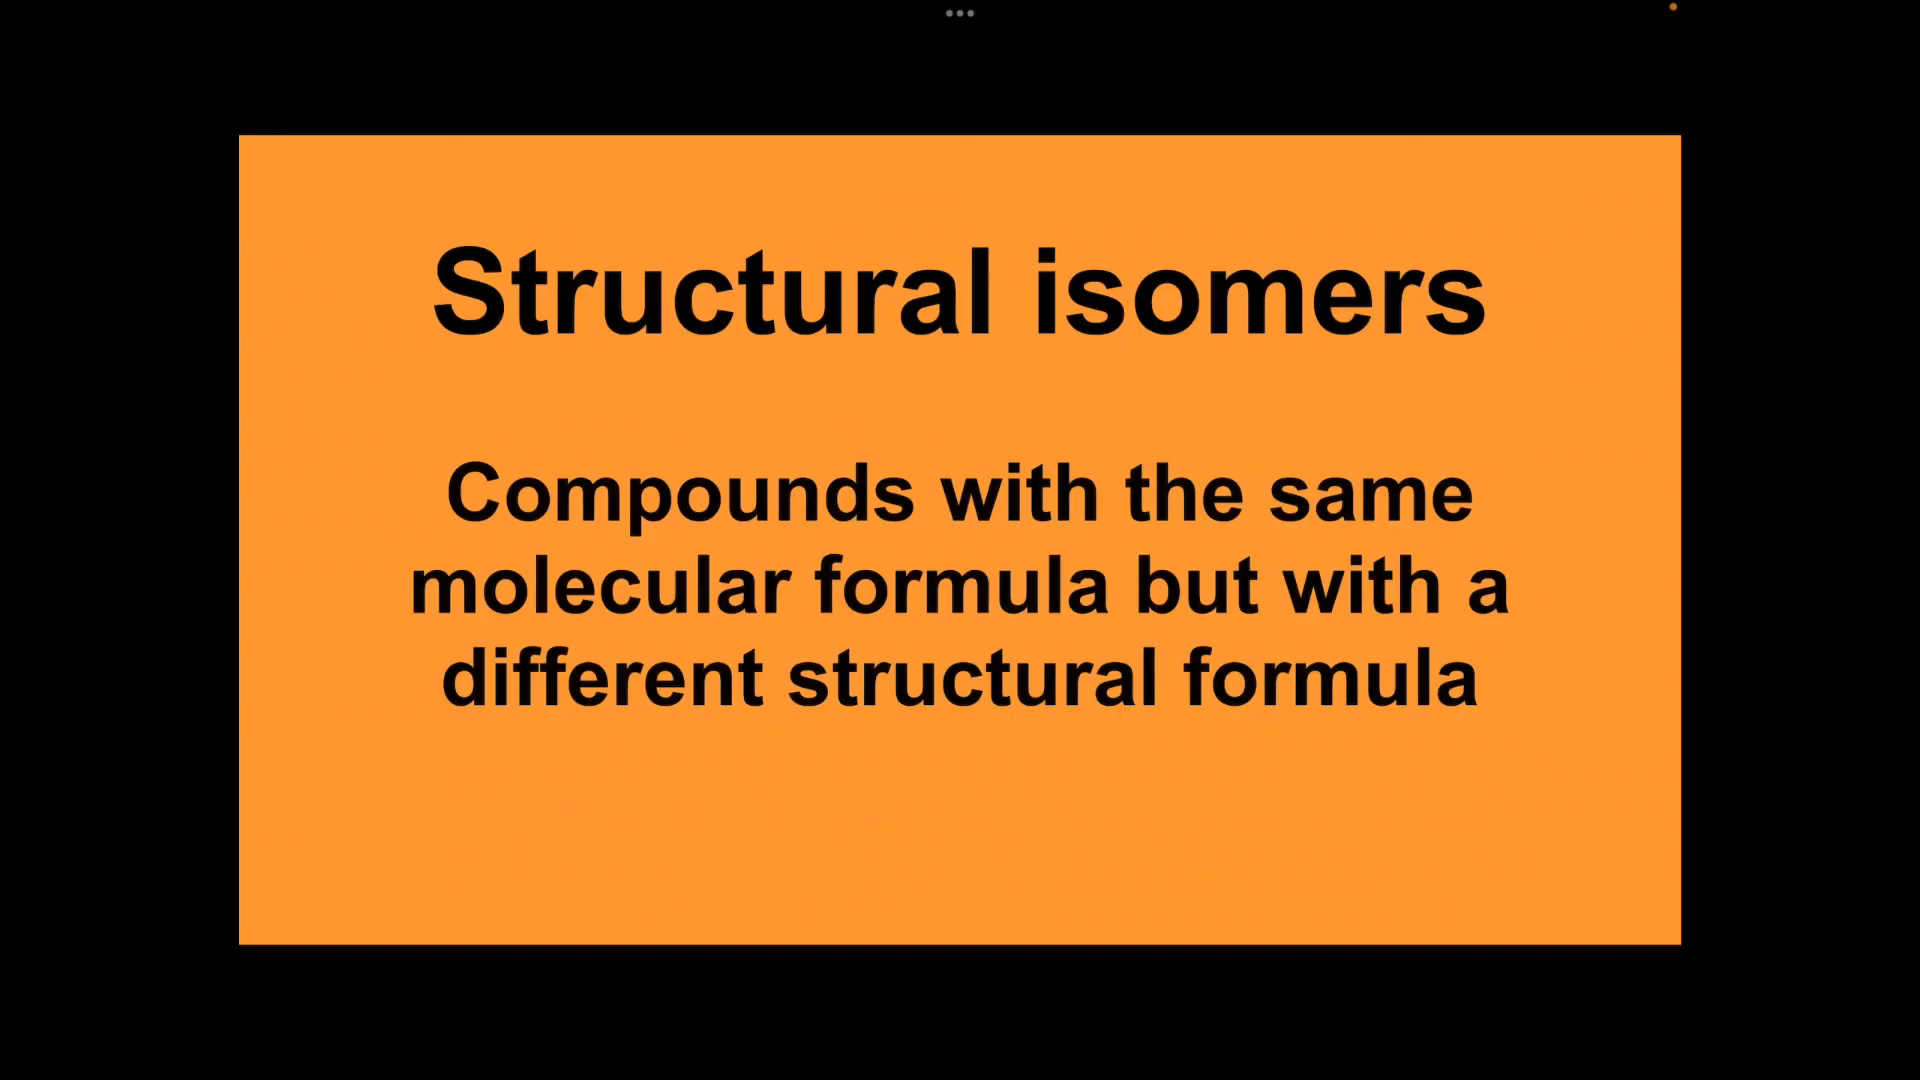 Structural isomers
Compounds with the same
molecular formula but with a
different structural formula